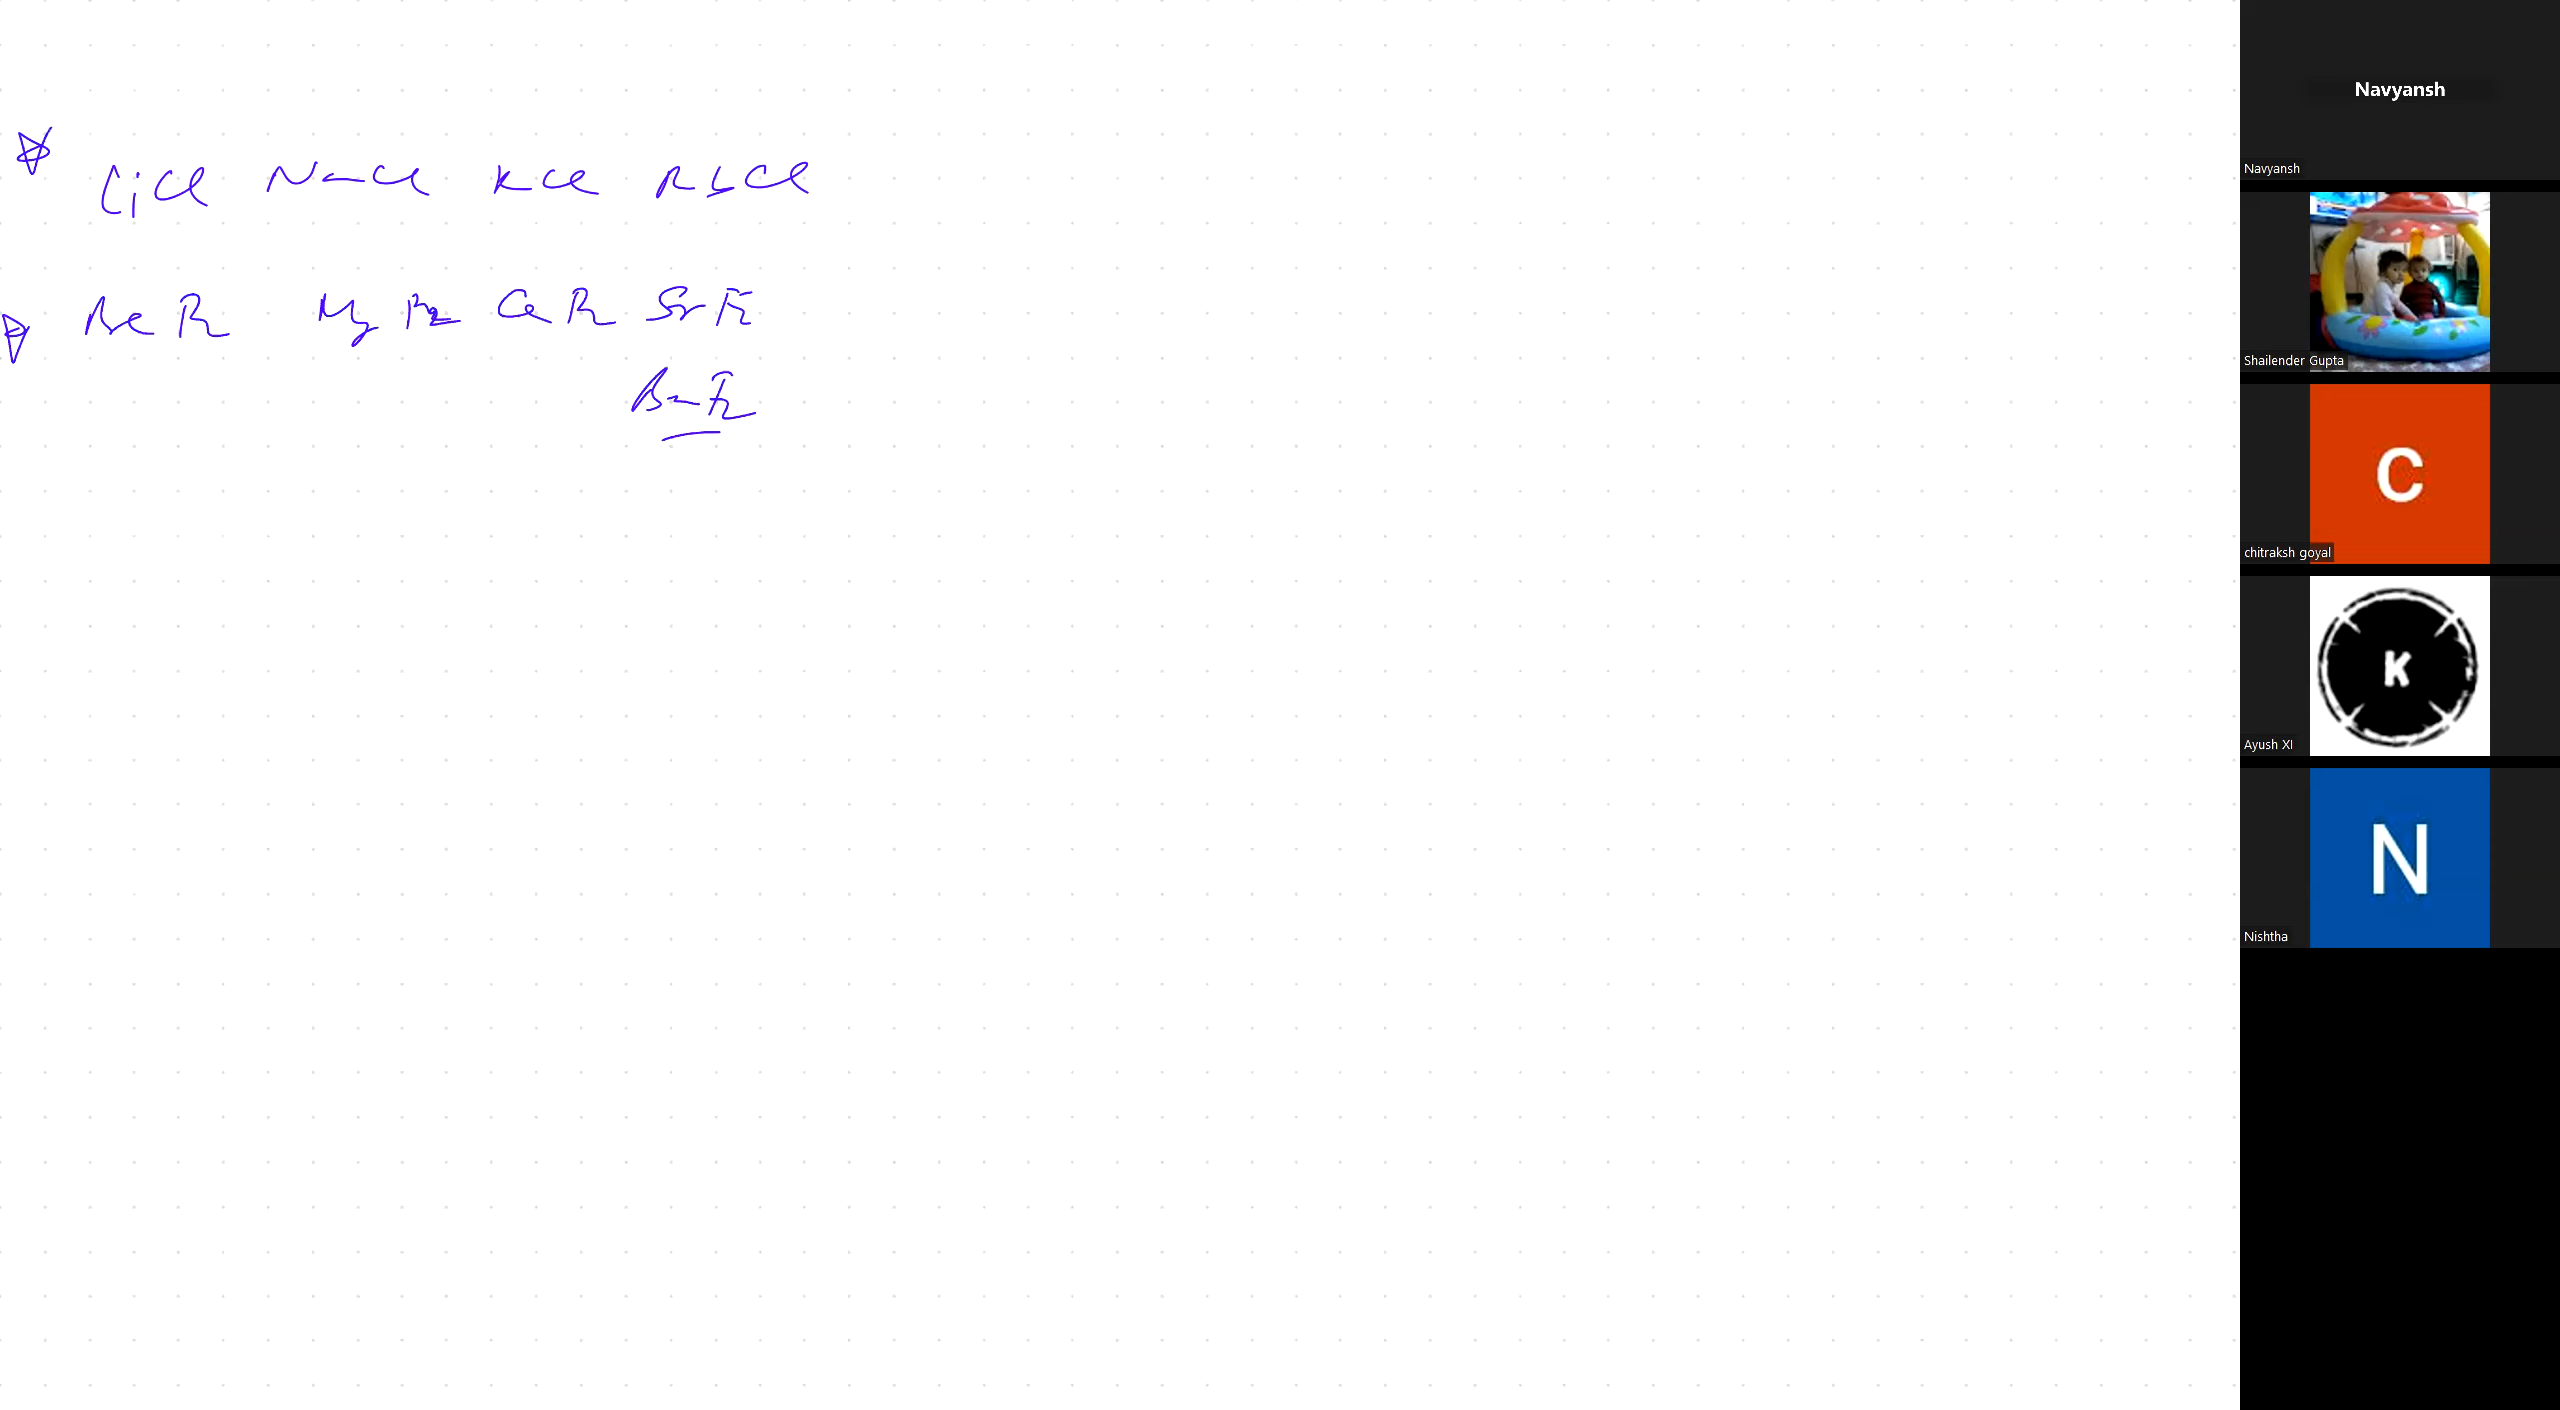 LiCl NaCl KCl RbCl
BeF2 MgF2 CaF2 SrF2
BaF2
Navyansh
Navyansh
Shailender Gupta
C
chitraksh goyal
K
Ayush XI
N
Nishtha